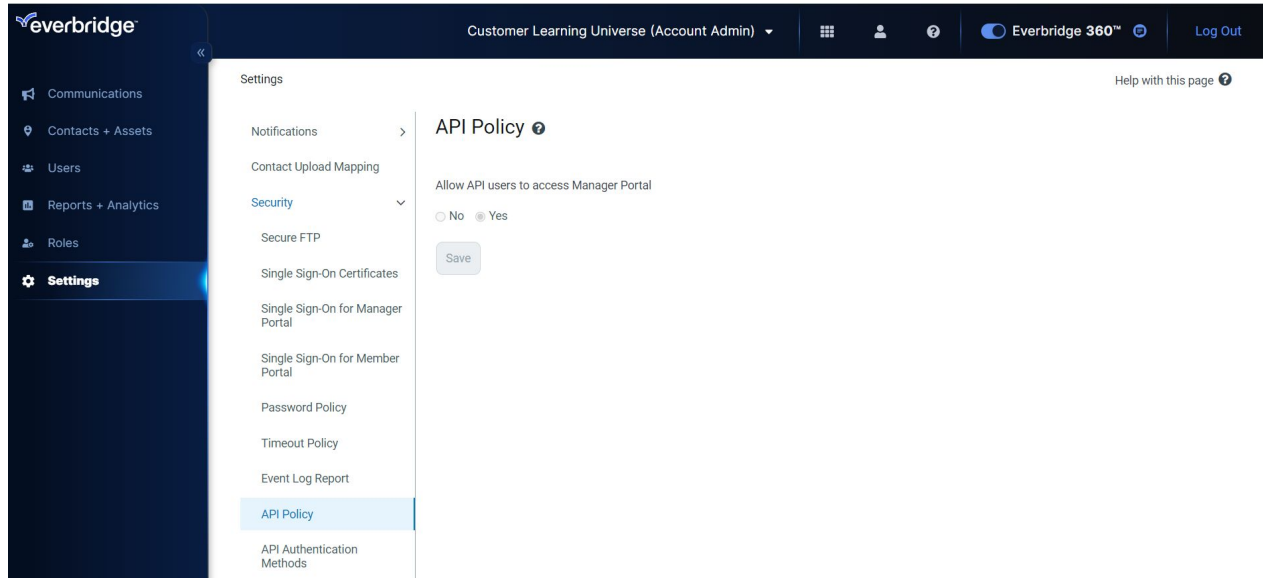 everbridge™
«
Customer Learning Universe (Account Admin)
Everbridge 360™
Log Out
Communications
Contacts + Assets
Users
Reports + Analytics
Roles
Settings
Settings
Help with this page ?
Notifications
Contact Upload Mapping
Security
Secure FTP
Single Sign-On Certificates
Single Sign-On for Manager
Portal
Single Sign-On for Member
Portal
Password Policy
Timeout Policy
Event Log Report
API Policy
API Authentication
Methods
API Policy ?
Allow API users to access Manager Portal
No Yes
Save